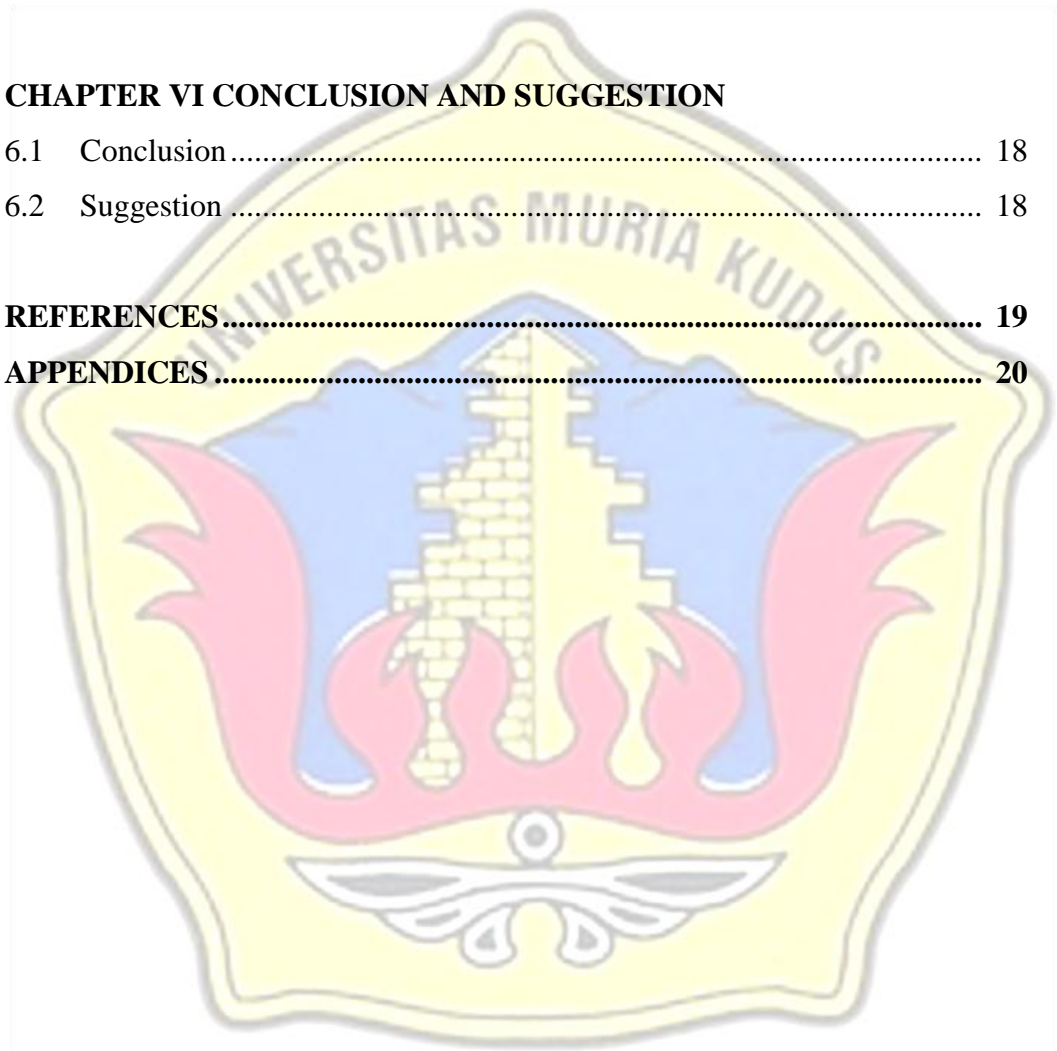 CHAPTER VI CONCLUSION AND SUGGESTION
6.1 Conclusion ........................................................................................ 18
6.2 Suggestion ........................................................................................ 18
UNIVERSITAS MURIA KUDUS
REFERENCES ........................................................................................ 19
APPENDICES ........................................................................................ 20